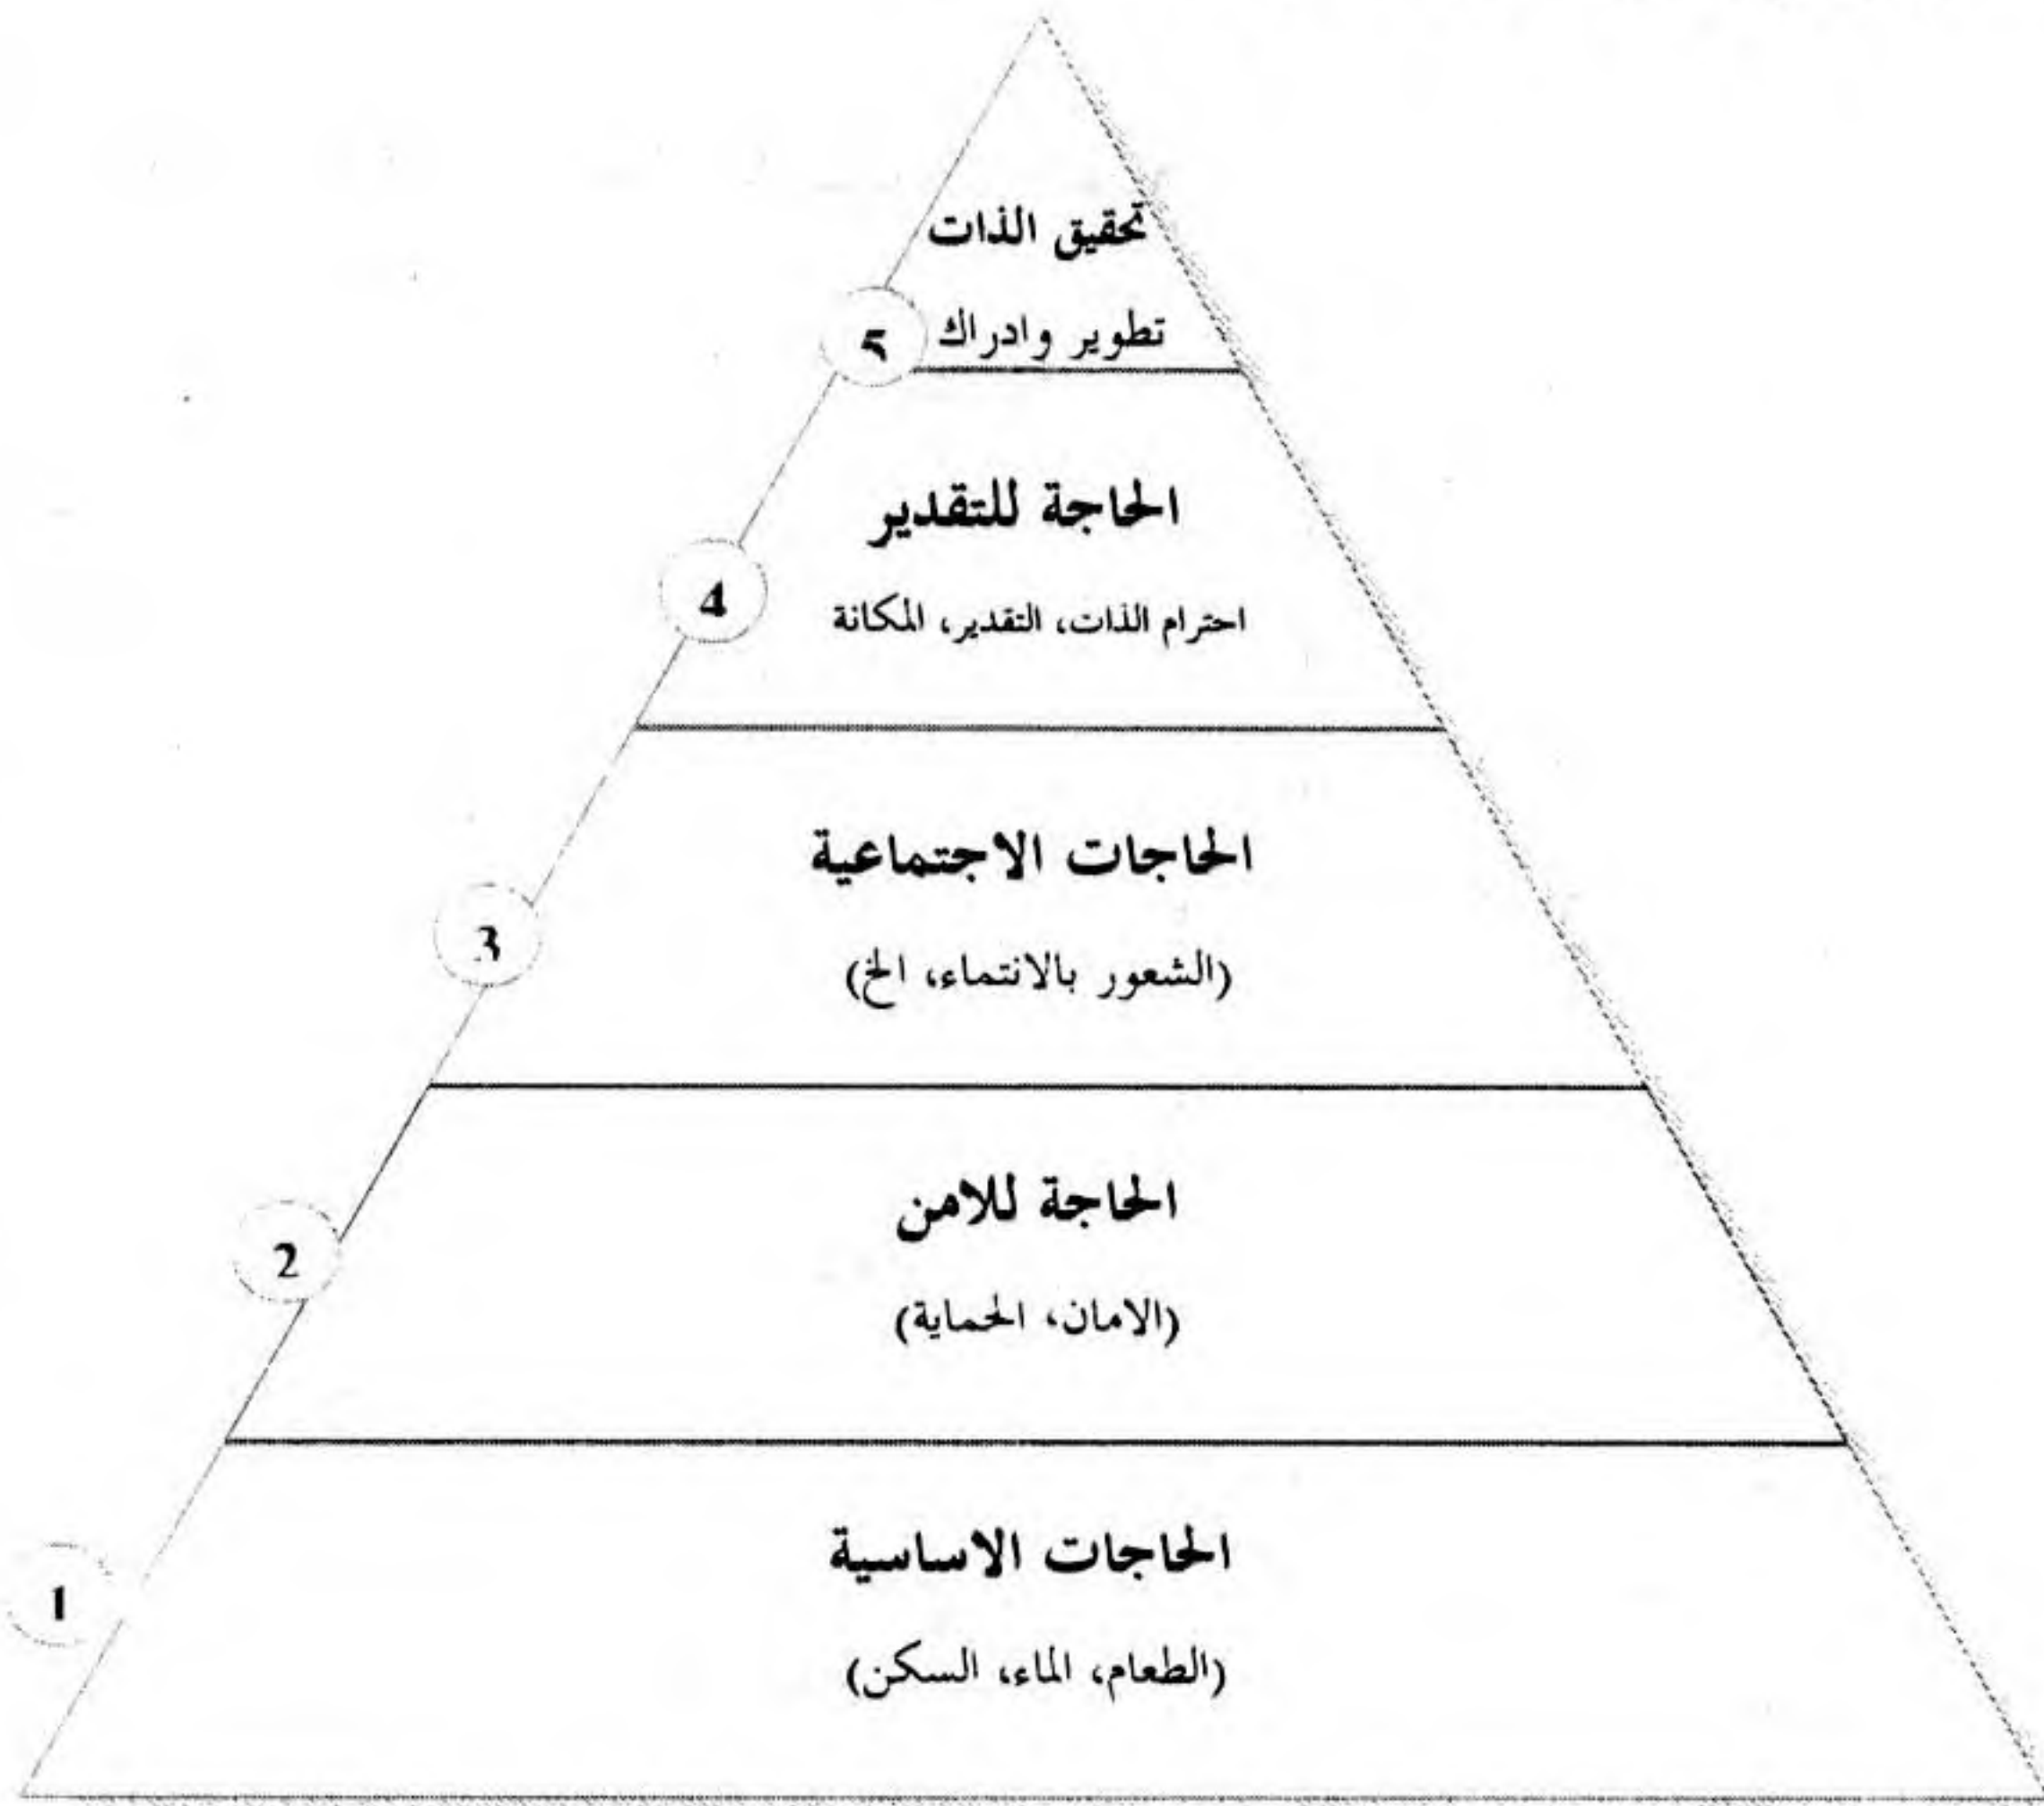 تحقيق الذات
5
تطوير وادراك
الحاجة للتقدير
4
احترام الذات، التقدير، المكانة
الحاجات الاجتماعية
3
(الشعور بالانتماء، الخ)
الحاجة للامن
2
(الامان، الحماية)
الحاجات الاساسية
1
(الطعام، الماء، السكن)